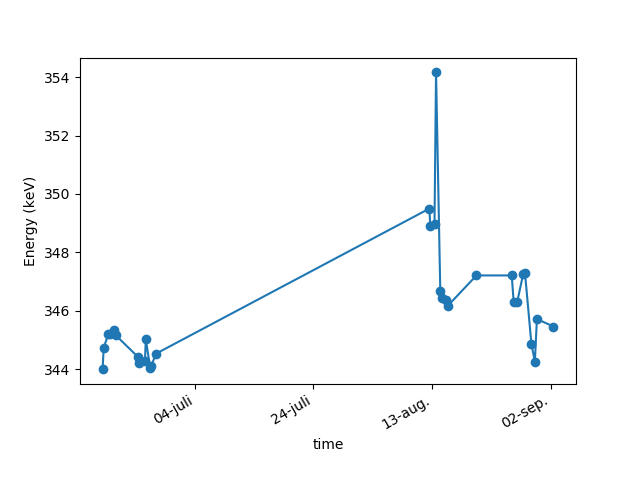 354
352
350
348
346
344
Energy (keV)
04-juli
24-juli
13-aug.
02-sep.
time